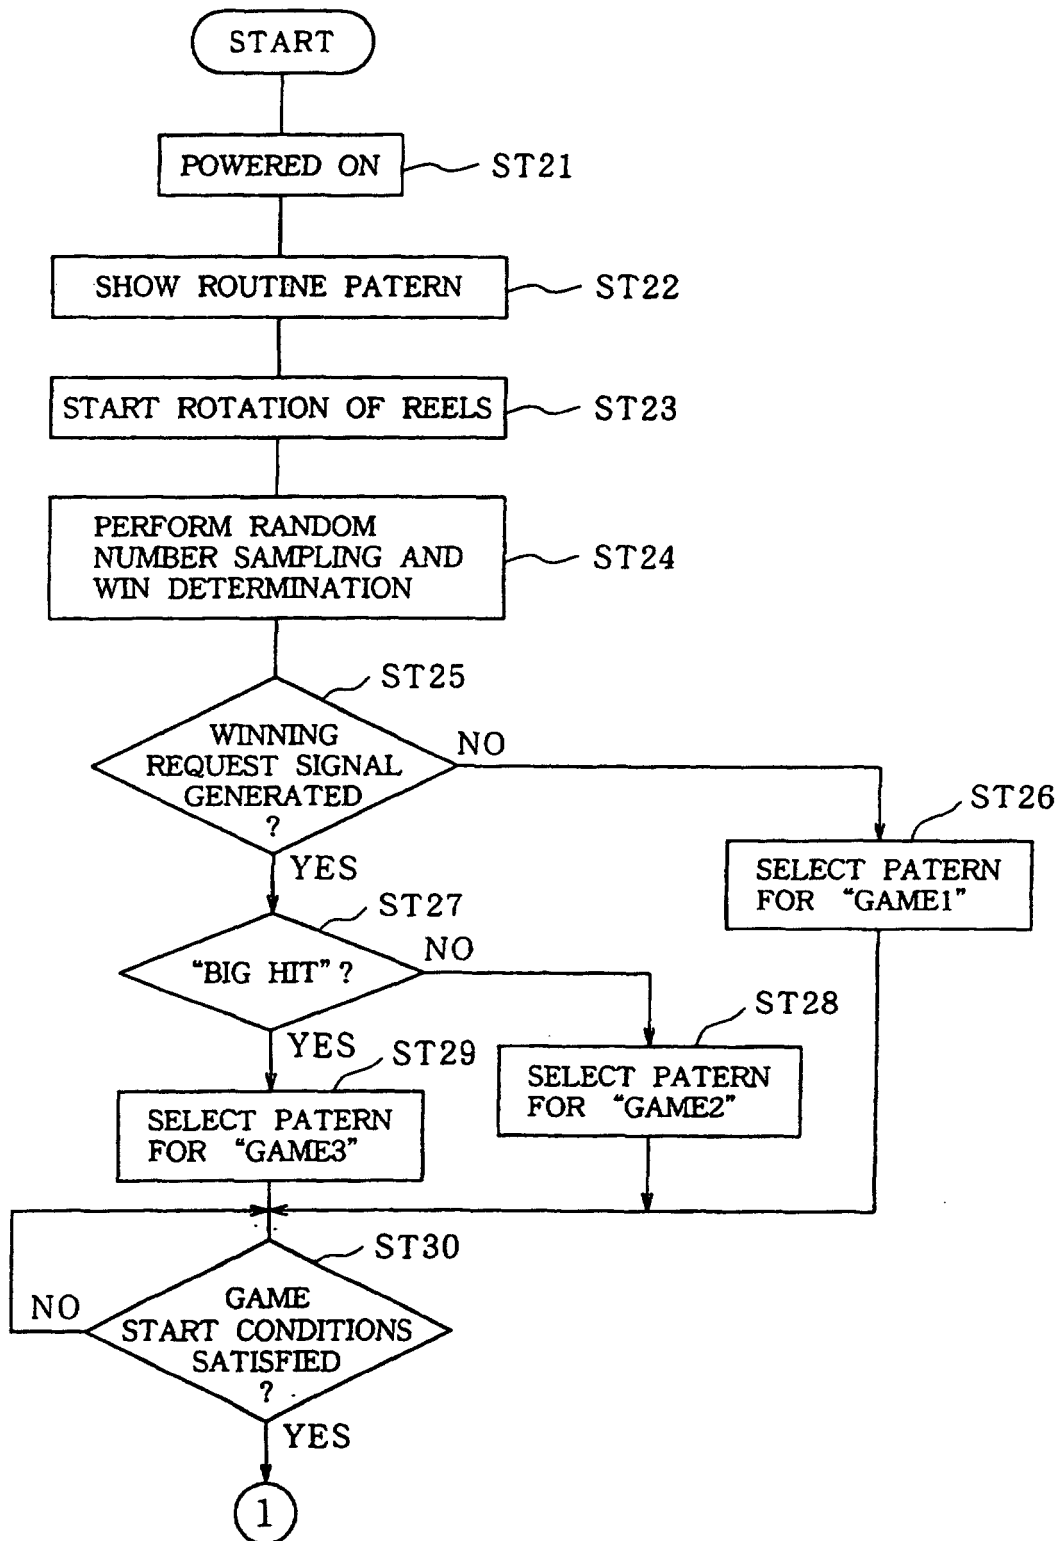 START
POWERED ON
ST21
SHOW ROUTINE PATERN
ST22
START ROTATION OF REELS
ST23
PERFORM RANDOM
NUMBER SAMPLING AND
WIN DETERMINATION
ST24
ST25
WINNING
REQUEST SIGNAL
GENERATED
?
NO
YES
ST26
SELECT PATERN
FOR "GAME1"
ST27
"BIG HIT"?
NO
YES
ST28
SELECT PATERN
FOR "GAME2"
ST29
SELECT PATERN
FOR "GAME3"
ST30
GAME
START CONDITIONS
SATISFIED
?
NO
YES
1